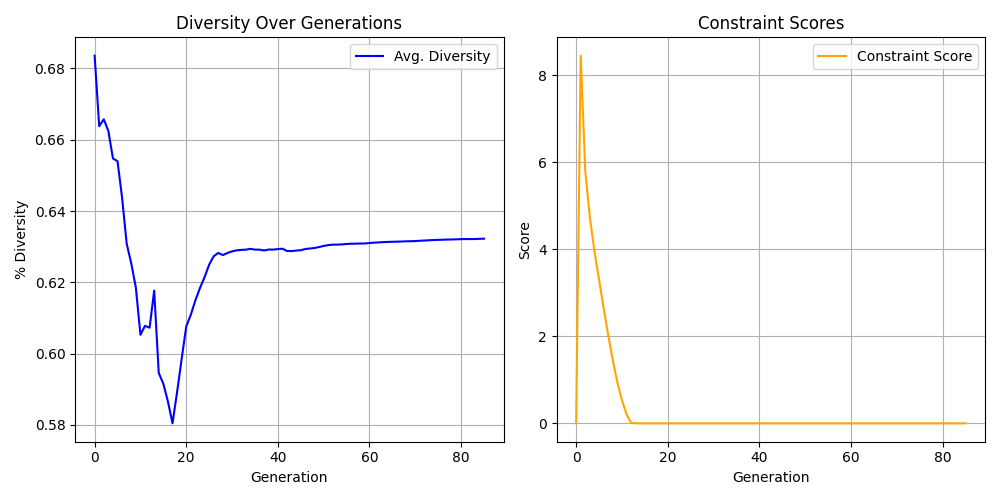 Diversity Over Generations
Avg. Diversity
% Diversity
0.68
0.66
0.64
0.62
0.60
0.58
0 20 40 60 80
Generation
Constraint Scores
Constraint Score
Score
8
6
4
2
0
0 20 40 60 80
Generation